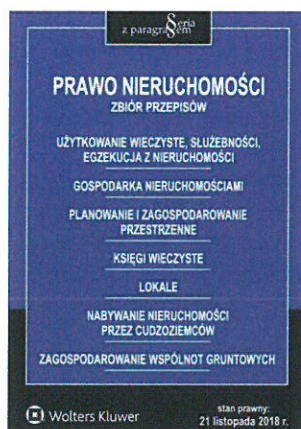 Seria
z paragrafem
PRAWO NIERUCHOMOŚCI
ZBIÓR PRZEPISÓW
UŻYTKOWANIE WIECZYSTE, SŁUŻEBNOŚCI,
EGZEKUCJA Z NIERUCHOMOŚCI
GOSPODARKA NIERUCHOMOŚCIAMI
PLANOWANIE I ZAGOSPODAROWANIE
PRZESTRZENNE
KSIĘGI WIECZYSTE
LOKALE
NABYWANIE NIERUCHOMOŚCI
PRZEZ CUDZOZIEMCÓW
ZAGOSPODAROWANIE WSPÓLNOT GRUNTOWYCH
Wolters Kluwer
stan prawny:
21 listopada 2018 r.